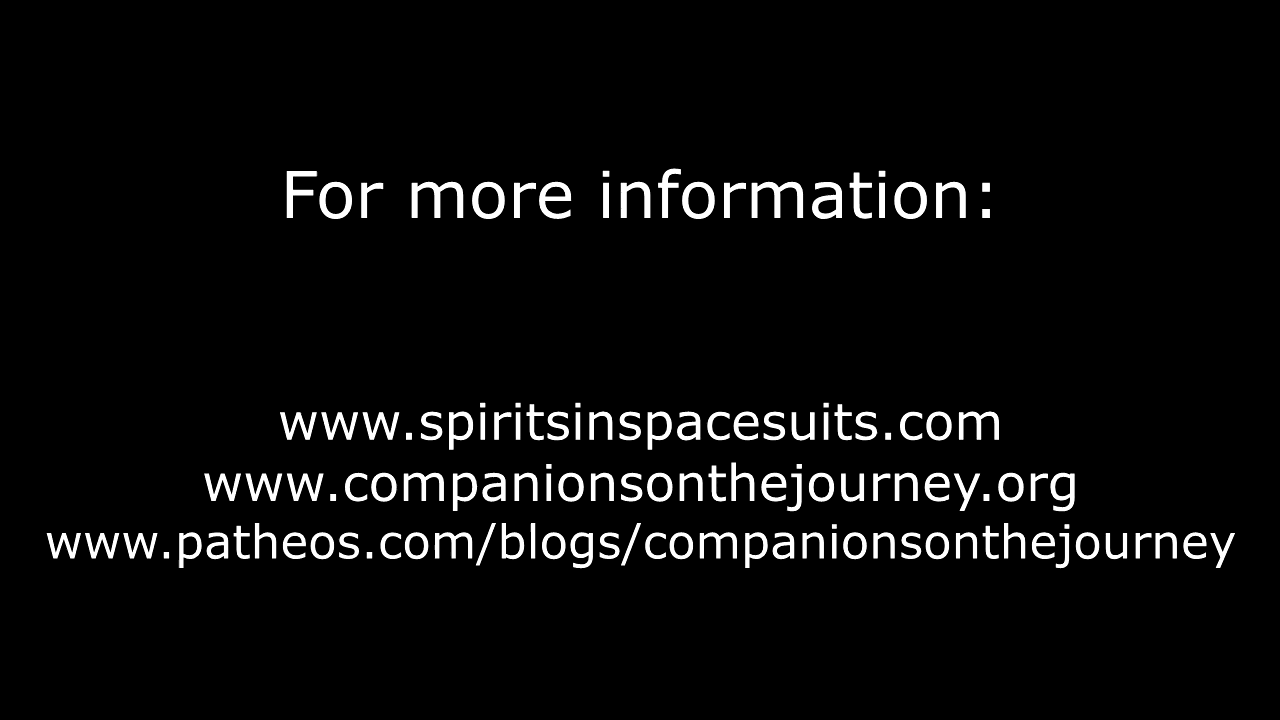 For more information:
www.spiritsinspacesuits.com
www.companionsonthejourney.org
www.patheos.com/blogs/companionsonthejourney